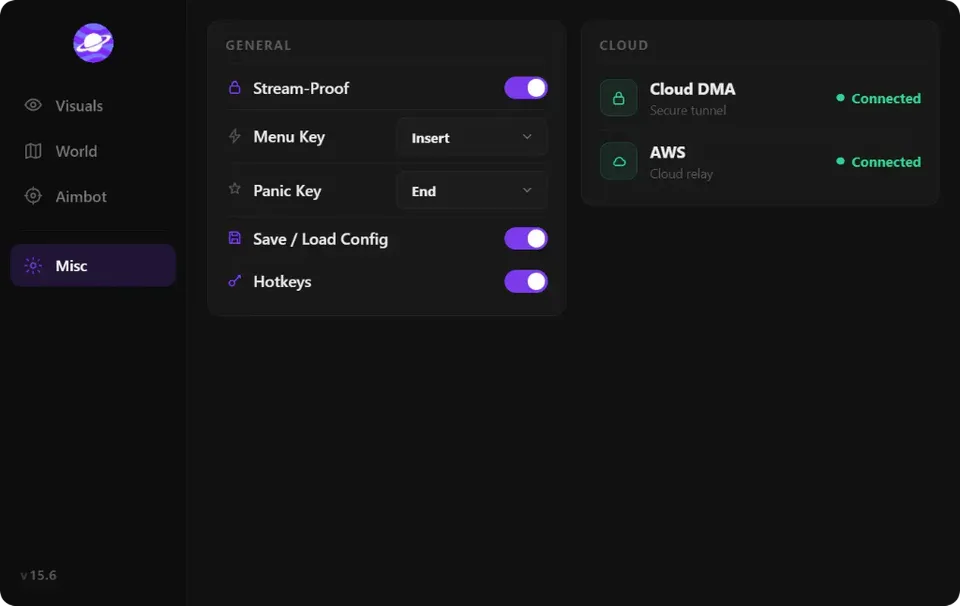 Visuals
World
Aimbot
Misc
v 15.6
GENERAL
Stream-Proof
Menu Key
Insert
Panic Key
End
Save / Load Config
Hotkeys
CLOUD
Cloud DMA
Secure tunnel
Connected
AWS
Cloud relay
Connected